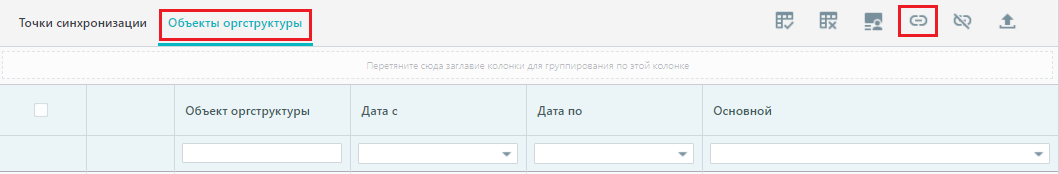 Точки синхронизации Объекты оргструктуры
Перетяните сюда заглавие колонки для группирования по этой колонке
Объект оргструктуры Дата с Дата по Основной